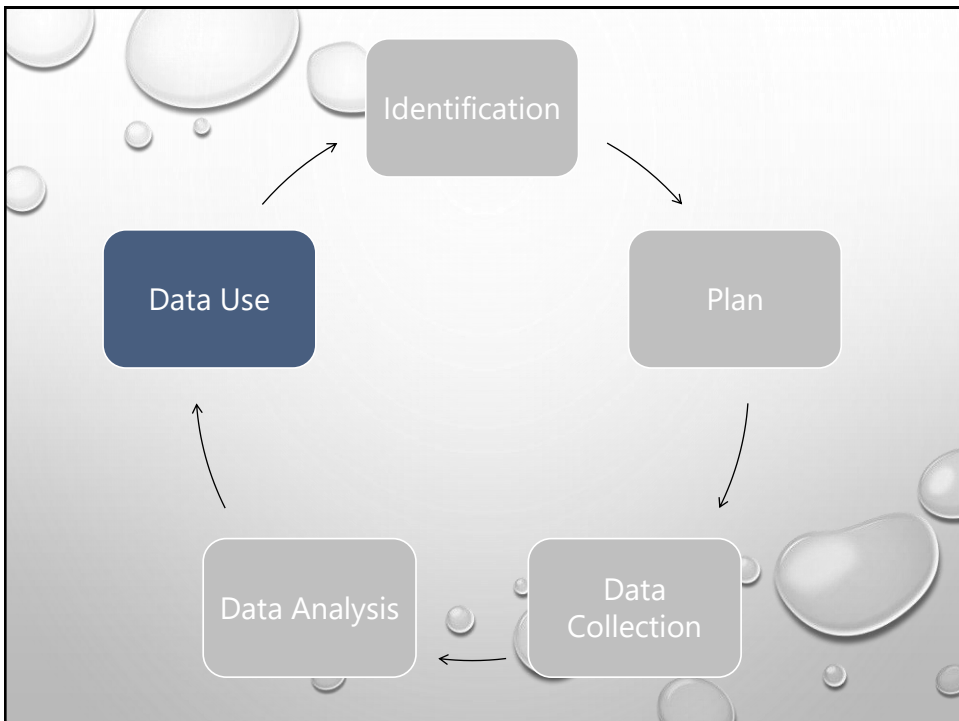 Identification
Plan
Data
Collection
Data Analysis
Data Use